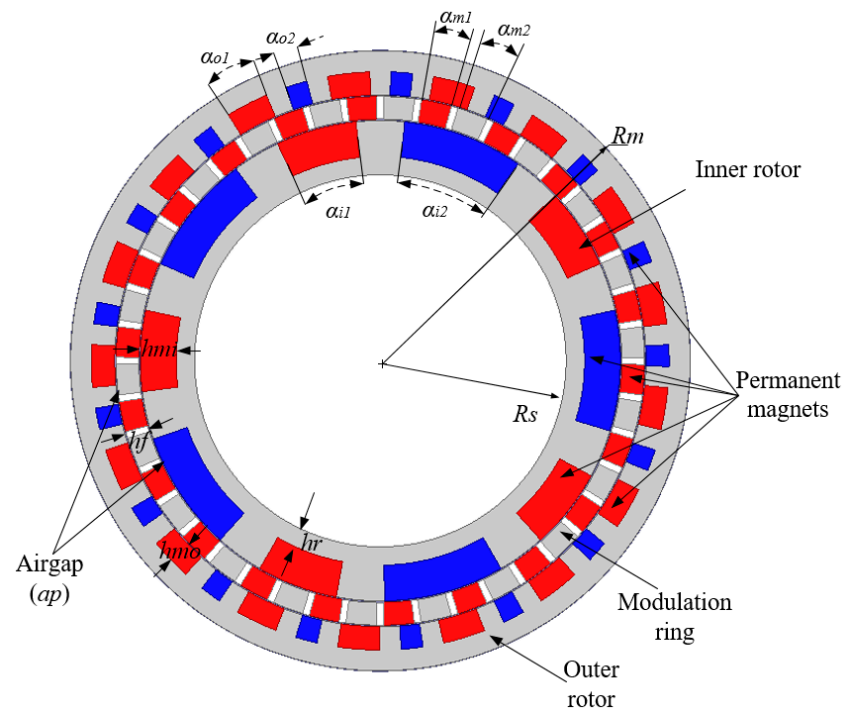 αo1
αo2
αm1
αm2
Rm
Inner rotor
αi1
αi2
hmi
Permanent
magnets
Rs
hf
hr
hmo
Airgap
(ap)
Modulation
ring
Outer
rotor